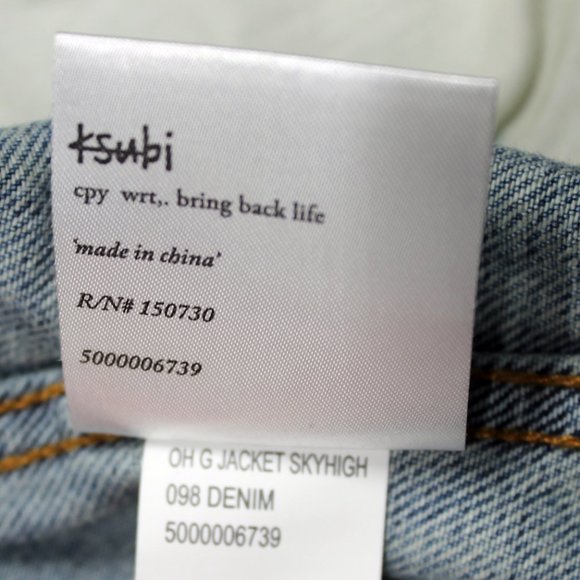 ksubi
cpy wrt,. bring back life
'made in china'
R/N# 150730
5000006739
OH G JACKET SKYHIGH
098 DENIM
5000006739